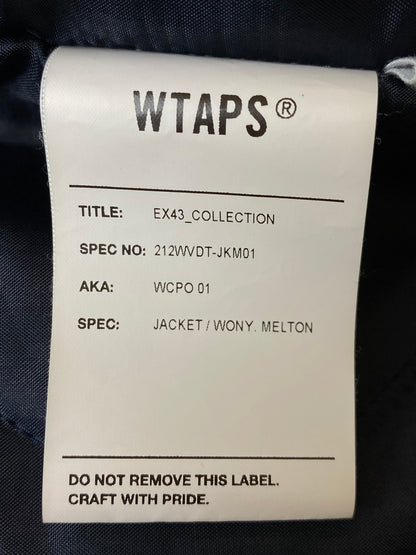 WTAPS®
TITLE: EX43_COLLECTION
SPEC NO: 212WVDT-JKM01
AKA: WCPO 01
SPEC: JACKET / WONY. MELTON
DO NOT REMOVE THIS LABEL.
CRAFT WITH PRIDE.